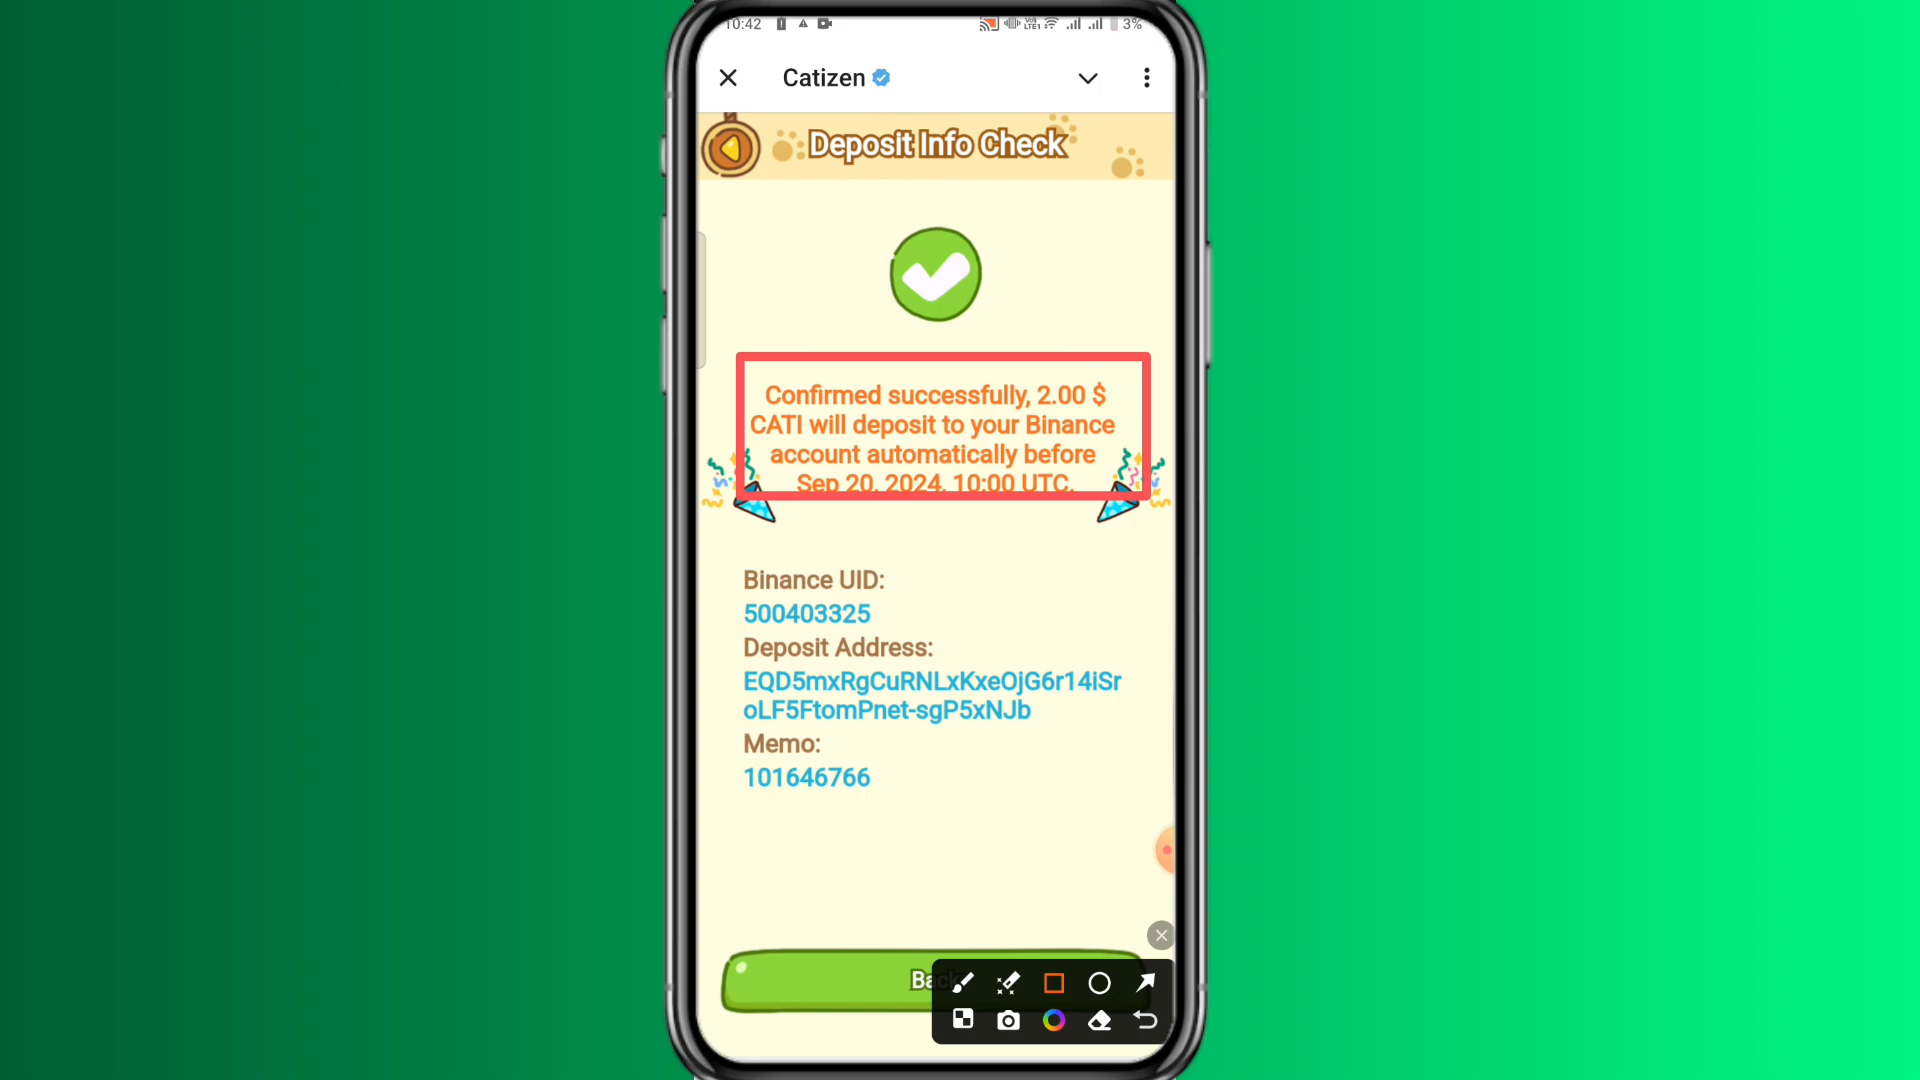 10:42
3%
Catizen
Deposit Info Check
Confirmed successfully, 2.00 $
CATI will deposit to your Binance
account automatically before
Sep 20, 2024, 10:00 UTC.
Binance UID:
500403325
Deposit Address:
EQD5mxRgCuRNLxKxeOjG6r14iSr
oLF5FtomPnet-sgP5xNJb
Memo:
101646766
Back